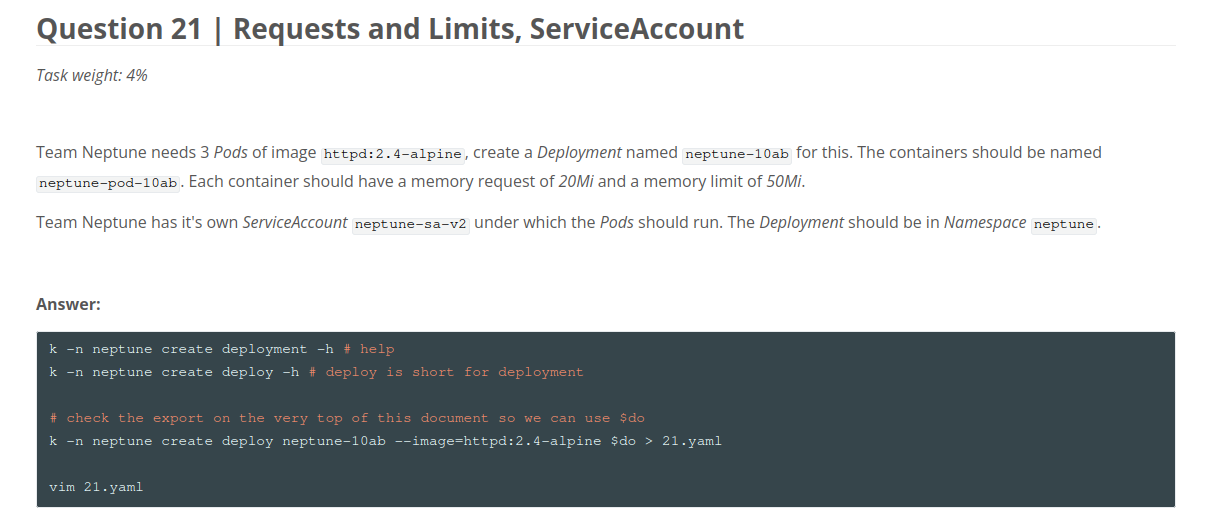 Question 21 | Requests and Limits, ServiceAccount
Task weight: 4%
Team Neptune needs 3 Pods of image httpd:2.4-alpine, create a Deployment named neptune-10ab for this. The containers should be named
neptune-pod-10ab. Each container should have a memory request of 20Mi and a memory limit of 50Mi.
Team Neptune has it's own ServiceAccount neptune-sa-v2 under which the Pods should run. The Deployment should be in Namespace neptune.
Answer:
k -n neptune create deployment -h # help
k -n neptune create deploy -h # deploy is short for deployment
# check the export on the very top of this document so we can use $do
k -n neptune create deploy neptune-10ab --image=httpd:2.4-alpine $do > 21.yaml
vim 21.yaml